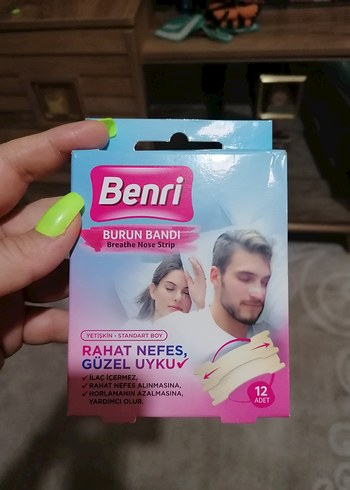 Benri
BURUN BANDI
Breathe Nose Strip
YETİŞKİN - STANDART BOY
RAHAT NEFES,
GÜZEL UYKU
İLAÇ İÇERMEZ,
RAHAT NEFES ALINMASINA,
HORLAMANIN AZALMASINA,
YARDIMCI OLUR.
12
ADET